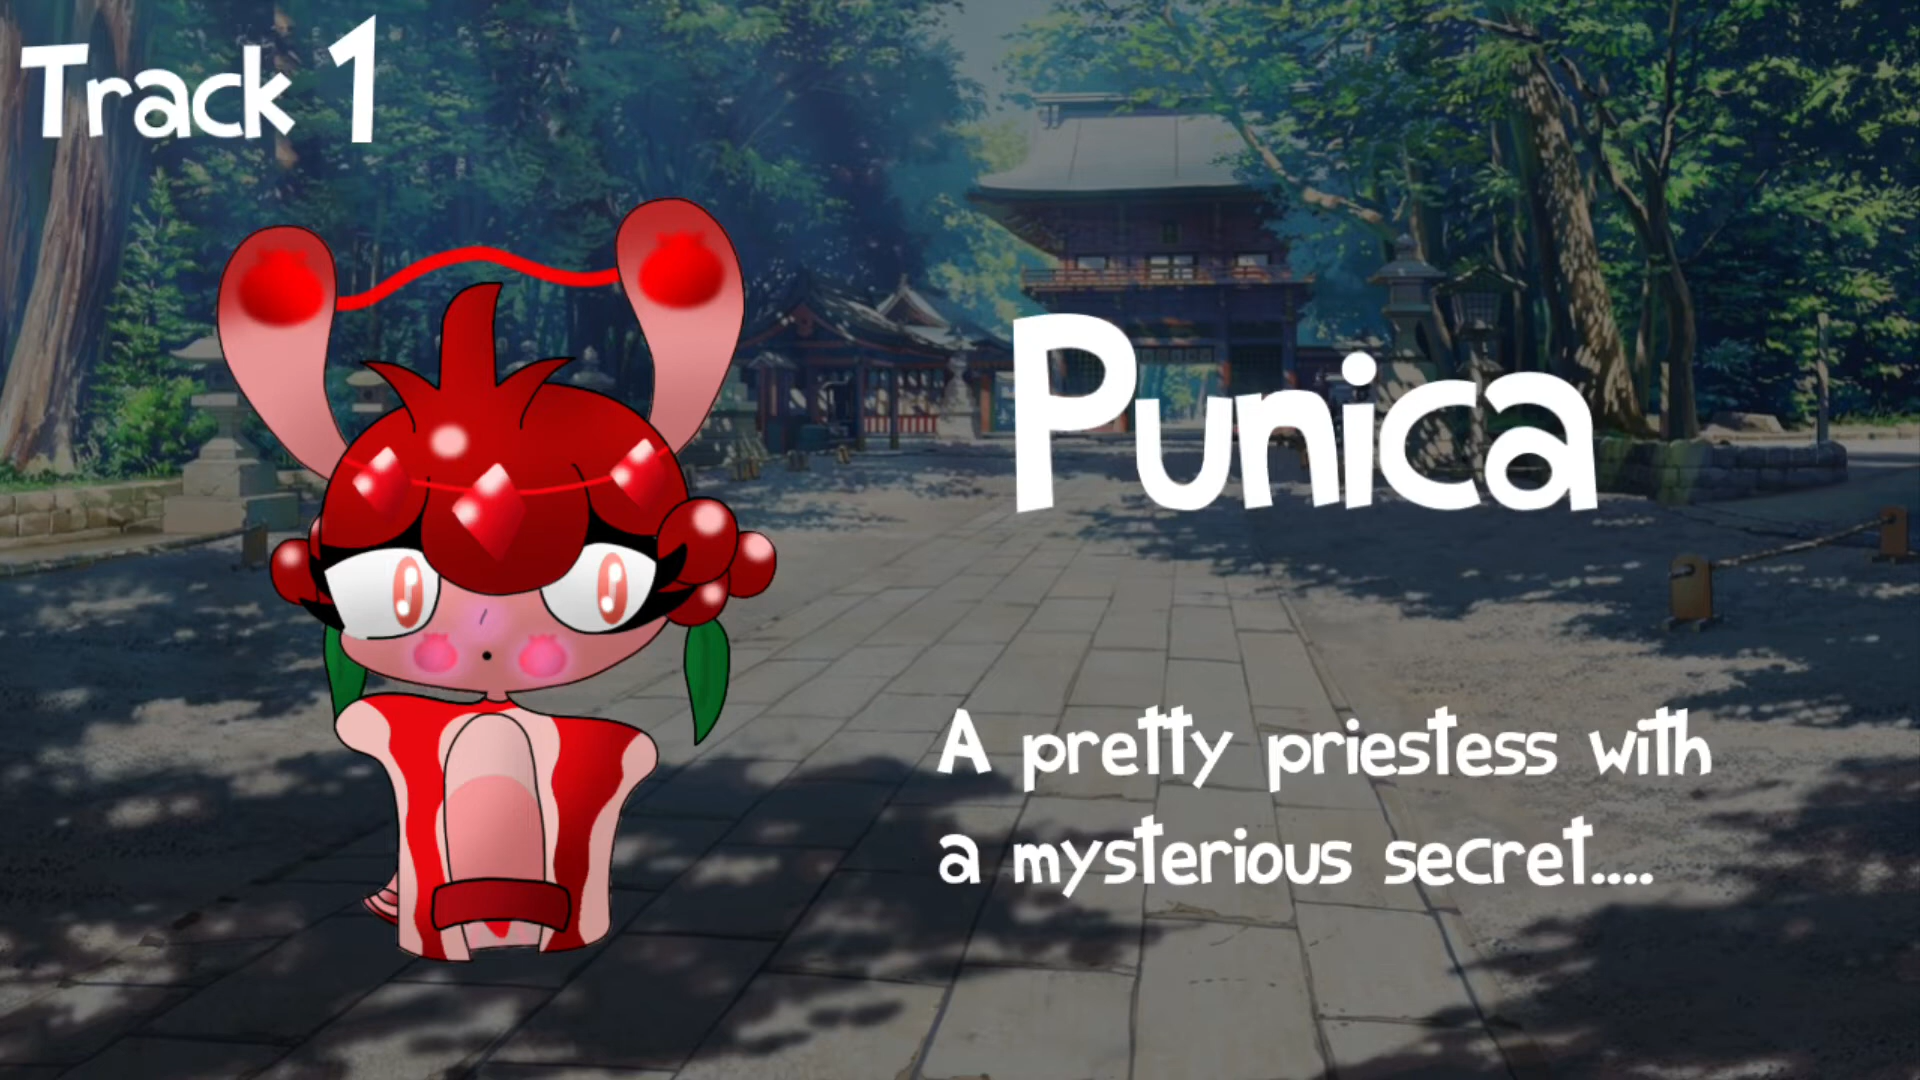 Track 1
Punica
A pretty priestess with
a mysterious secret....